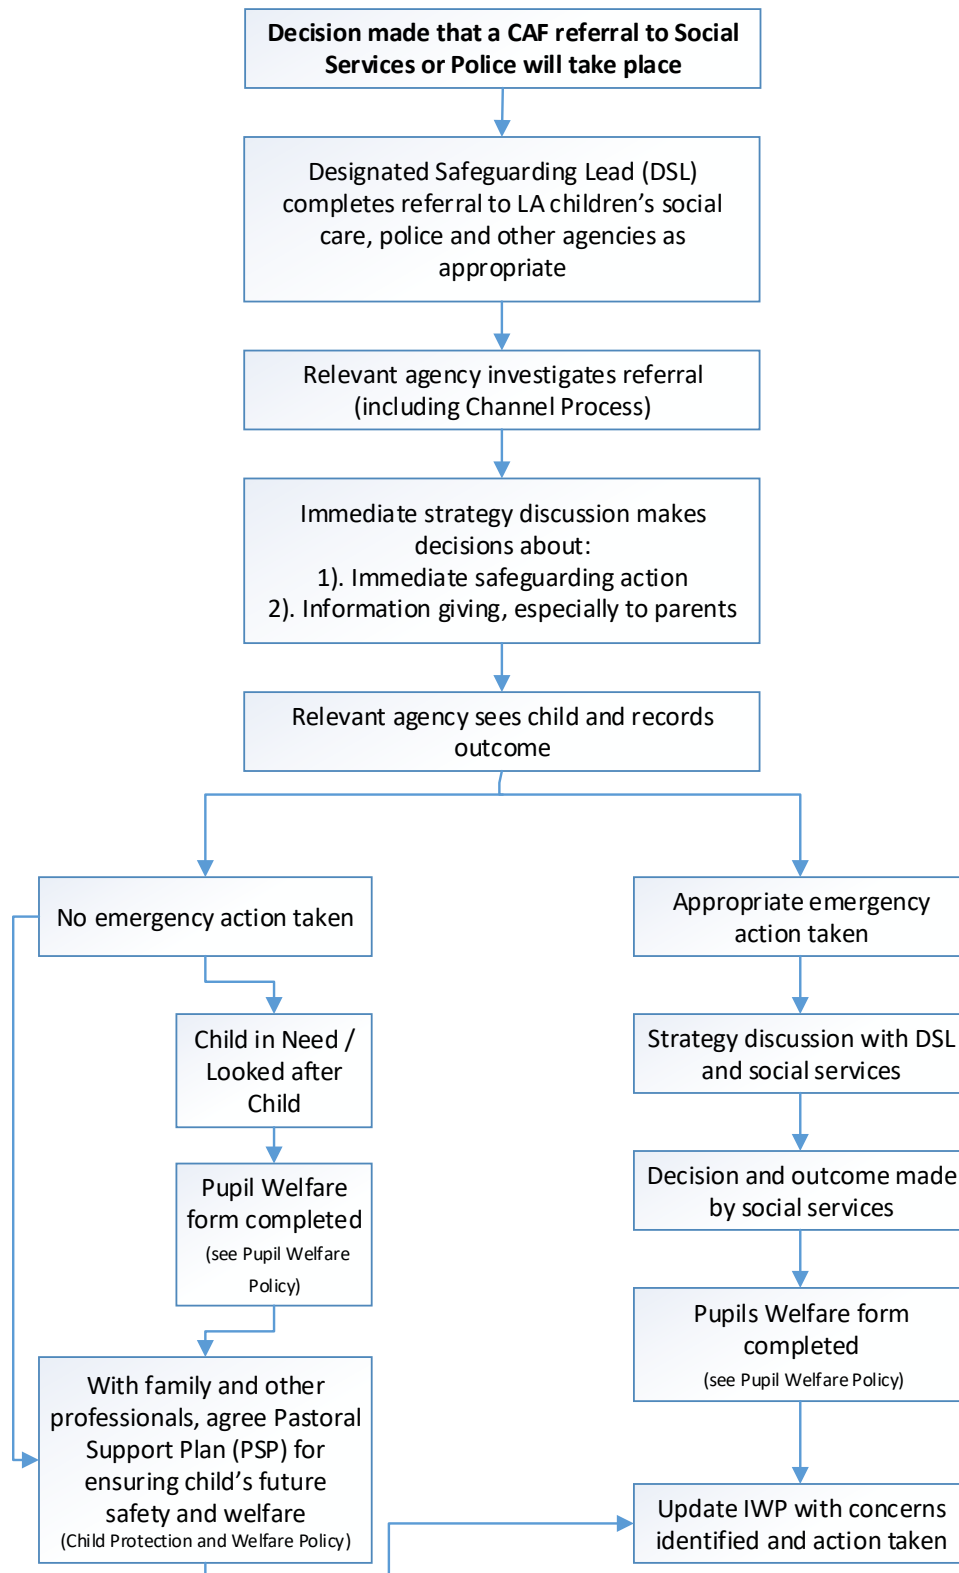 Decision made that a CAF referral to Social
Services or Police will take place
Designated Safeguarding Lead (DSL)
completes referral to LA children's social
care, police and other agencies as
appropriate
Relevant agency investigates referral
(including Channel Process)
Immediate strategy discussion makes
decisions about:
1). Immediate safeguarding action
2). Information giving, especially to parents
Relevant agency sees child and records
outcome
No emergency action taken
Child in Need /
Looked after
Child
Pupil Welfare
form completed
(see Pupil Welfare
Policy)
With family and other
professionals, agree Pastoral
Support Plan (PSP) for
ensuring child's future
safety and welfare
(Child Protection and Welfare Policy)
Appropriate emergency
action taken
Strategy discussion with DSL
and social services
Decision and outcome made
by social services
Pupils Welfare form
completed
(see Pupil Welfare Policy)
Update IWP with concerns
identified and action taken